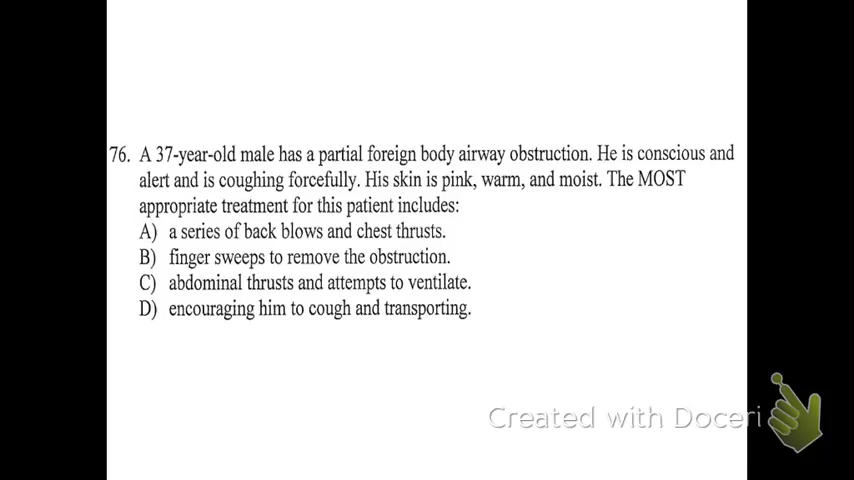 76. A 37-year-old male has a partial foreign body airway obstruction. He is conscious and
alert and is coughing forcefully. His skin is pink, warm, and moist. The MOST
appropriate treatment for this patient includes:
A) a series of back blows and chest thrusts.
B) finger sweeps to remove the obstruction.
C) abdominal thrusts and attempts to ventilate.
D) encouraging him to cough and transporting.
Created with Doceri